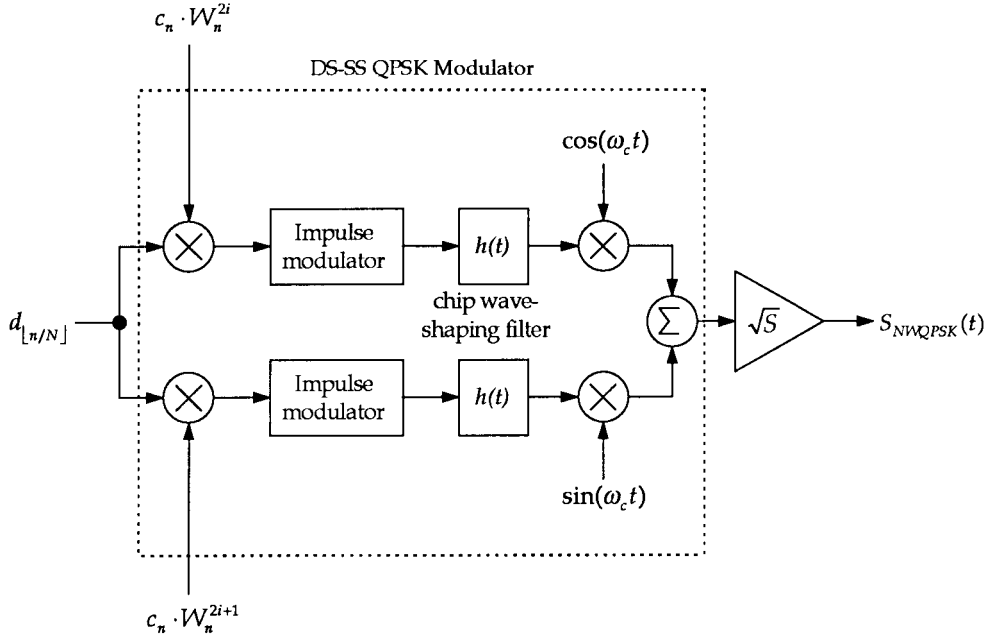 c_n · W_n^{2i}
DS-SS QPSK Modulator
cos(ω_c t)
Impulse
modulator
h(t)
chip wave-
shaping filter
d_{⌊n/N⌋}
Σ
√S
S_{NWQPSK}(t)
Impulse
modulator
h(t)
sin(ω_c t)
c_n · W_n^{2i+1}